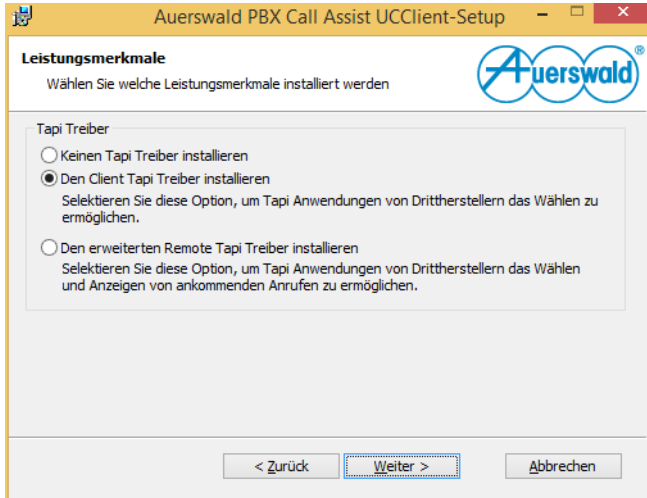 Auerswald PBX Call Assist UCClient-Setup
Leistungsmerkmale
Wählen Sie welche Leistungsmerkmale installiert werden
Auerswald®
Tapi Treiber
Keinen Tapi Treiber installieren
Den Client Tapi Treiber installieren
Selektieren Sie diese Option, um Tapi Anwendungen von Drittherstellern das Wählen zu
ermöglichen.
Den erweiterten Remote Tapi Treiber installieren
Selektieren Sie diese Option, um Tapi Anwendungen von Drittherstellern das Wählen
und Anzeigen von ankommenden Anrufen zu ermöglichen.
< Zurück Weiter > Abbrechen